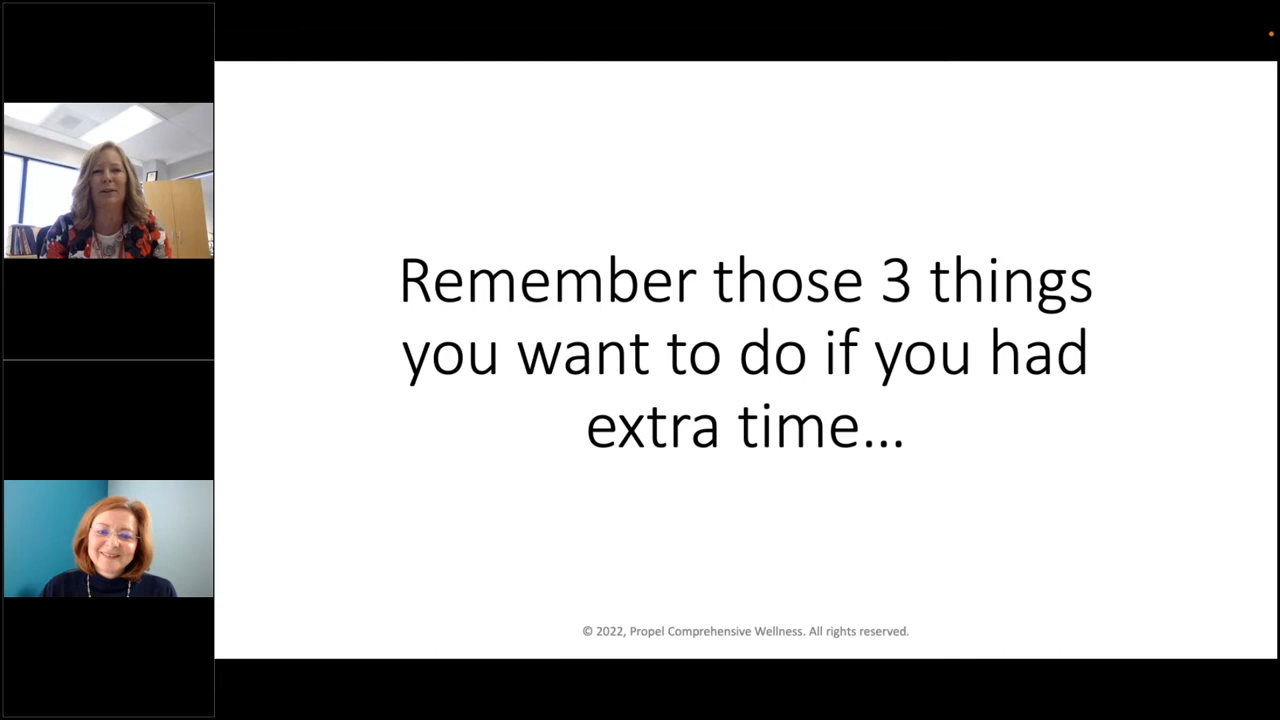 Remember those 3 things
you want to do if you had
extra time...
© 2022, Propel Comprehensive Wellness. All rights reserved.